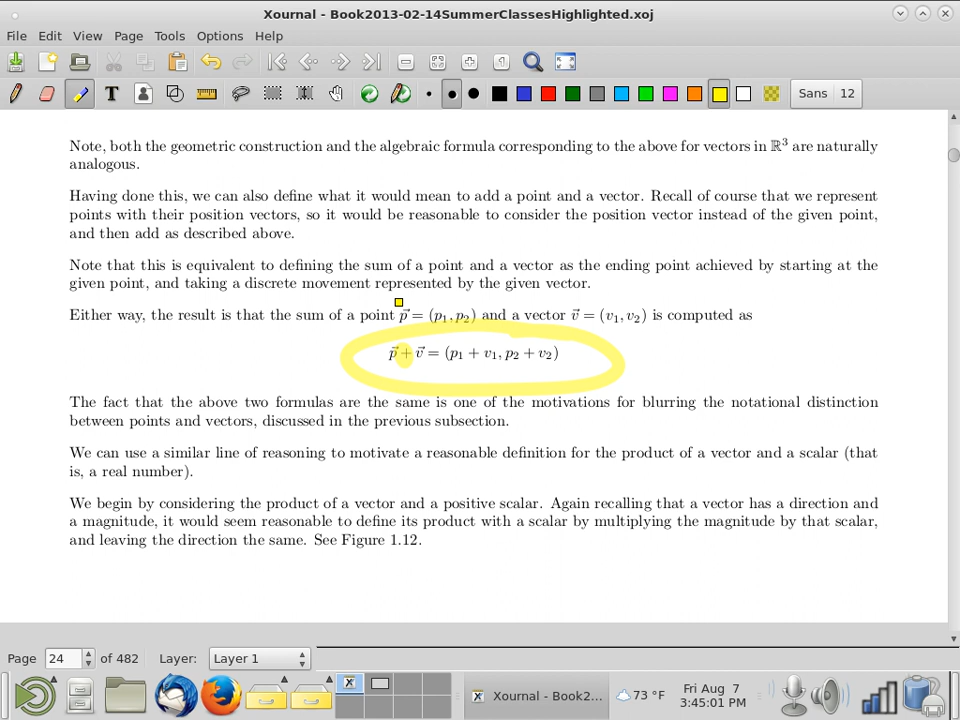 Xournal - Book2013-02-14SummerClassesHighlighted.xoj
File Edit View Page Tools Options Help
Sans 12
Note, both the geometric construction and the algebraic formula corresponding to the above for vectors in ℝ³ are naturally
analogous.
Having done this, we can also define what it would mean to add a point and a vector. Recall of course that we represent
points with their position vectors, so it would be reasonable to consider the position vector instead of the given point,
and then add as described above.
Note that this is equivalent to defining the sum of a point and a vector as the ending point achieved by starting at the
given point, and taking a discrete movement represented by the given vector.
Either way, the result is that the sum of a point p⃗ = (p₁, p₂) and a vector v⃗ = (v₁, v₂) is computed as
p⃗ + v⃗ = (p₁ + v₁, p₂ + v₂)
The fact that the above two formulas are the same is one of the motivations for blurring the notational distinction
between points and vectors, discussed in the previous subsection.
We can use a similar line of reasoning to motivate a reasonable definition for the product of a vector and a scalar (that
is, a real number).
We begin by considering the product of a vector and a positive scalar. Again recalling that a vector has a direction and
a magnitude, it would seem reasonable to define its product with a scalar by multiplying the magnitude by that scalar,
and leaving the direction the same. See Figure 1.12.
Page 24 of 482 Layer: Layer 1
Xournal - Book2...
73 °F
Fri Aug 7
3:45:01 PM